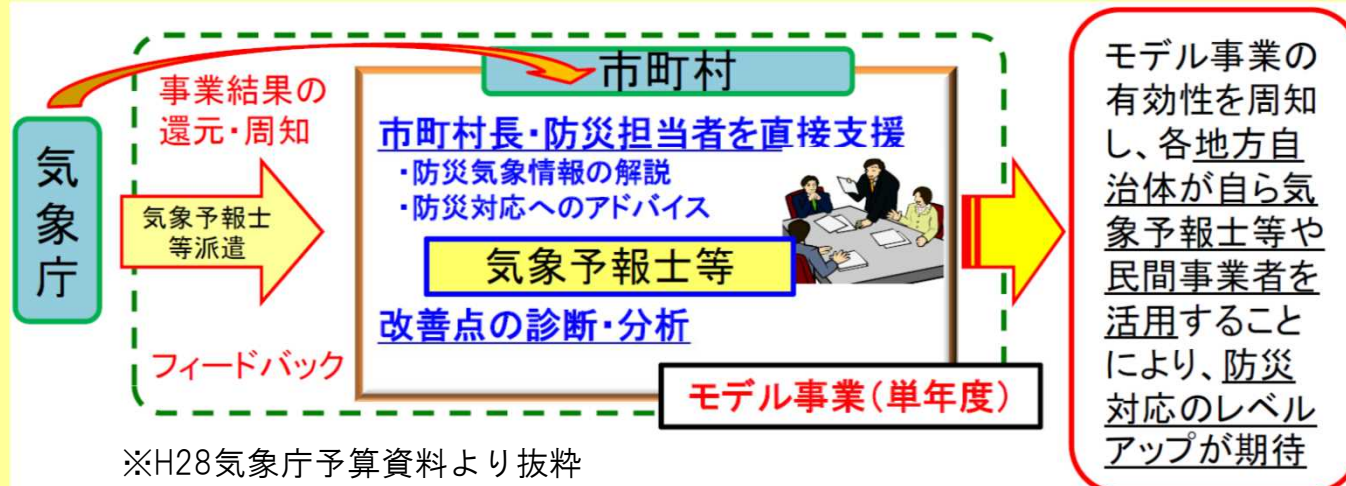 気象庁
事業結果の
還元・周知
気象予報士
等派遣
フィードバック
市町村
市町村長・防災担当者を直接支援
・防災気象情報の解説
・防災対応へのアドバイス
気象予報士等
改善点の診断・分析
モデル事業(単年度)
モデル事業の
有効性を周知
し、各地方自
治体が自ら気
象予報士等や
民間事業者を
活用すること
により、防災
対応のレベル
アップが期待
※H28気象庁予算資料より抜粋